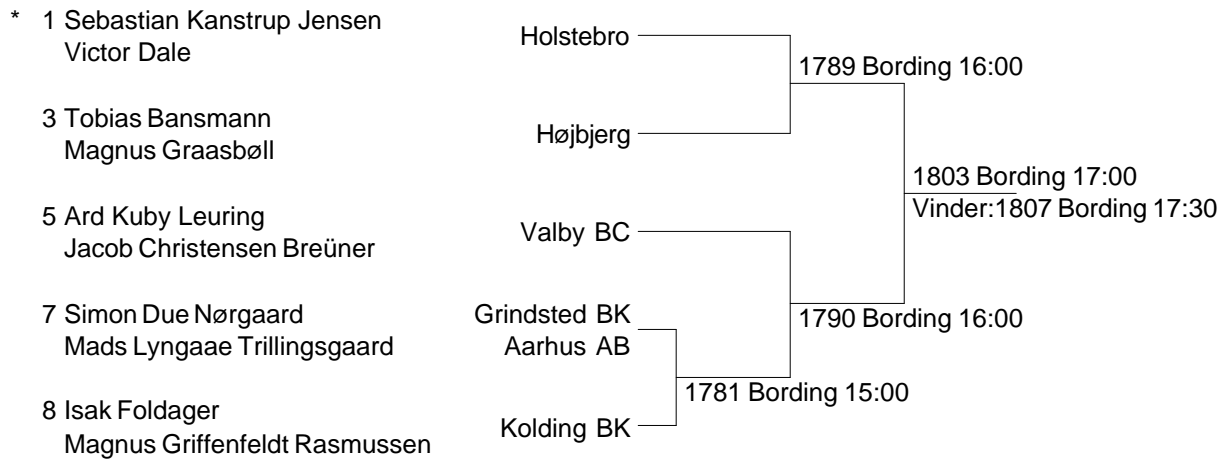 * 1 Sebastian Kanstrup Jensen Holstebro
Victor Dale
1789 Bording 16:00
3 Tobias Bansmann Højbjerg
Magnus Graasbøll
1803 Bording 17:00
Vinder:1807 Bording 17:30
5 Ard Kuby Leuring Valby BC
Jacob Christensen Breüner
7 Simon Due Nørgaard Grindsted BK
1790 Bording 16:00
Mads Lyngaae Trillingsgaard Aarhus AB
1781 Bording 15:00
8 Isak Foldager Kolding BK
Magnus Griffenfeldt Rasmussen